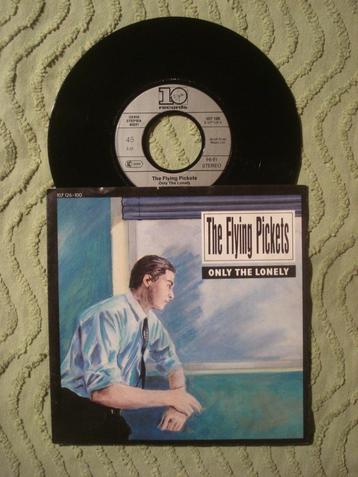 10
records
45
STEREO
The Flying Pickets
Only The Lonely
107 126-100
The Flying Pickets
ONLY THE LONELY